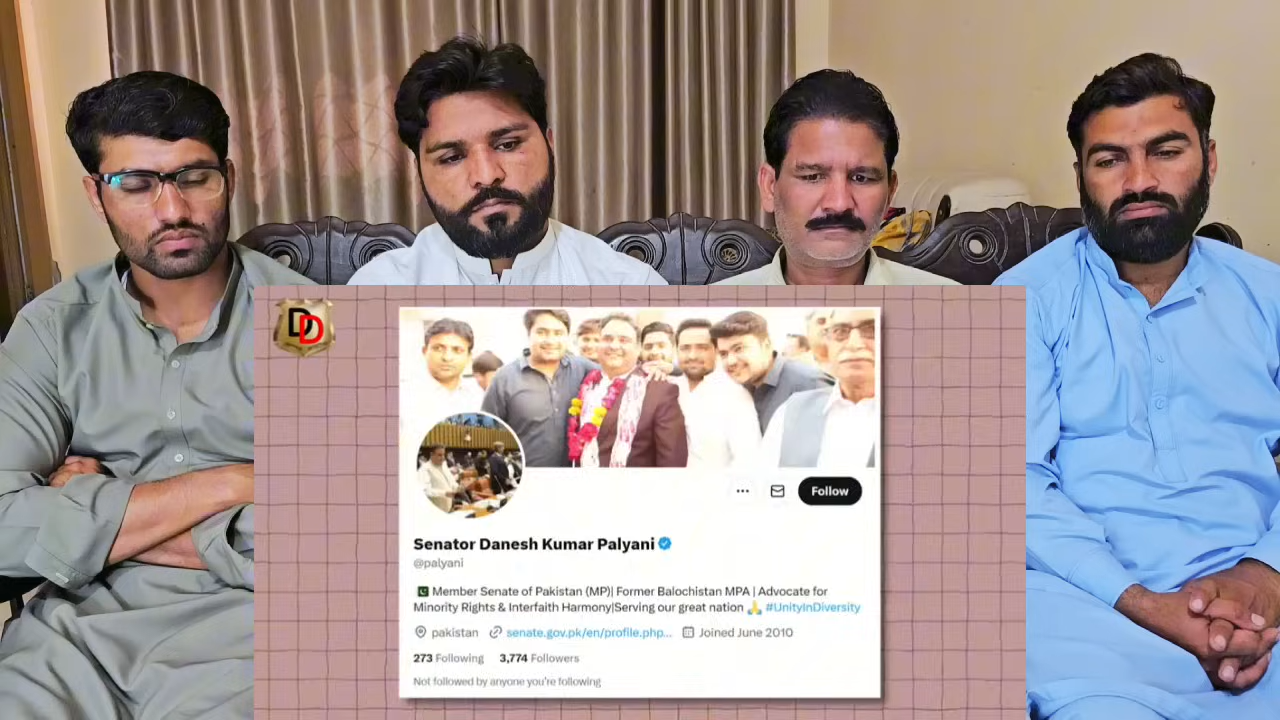 DD
Follow
Senator Danesh Kumar Palyani
@palyani
🇵🇰 Member Senate of Pakistan (MP)| Former Balochistan MPA | Advocate for
Minority Rights & Interfaith Harmony|Serving our great nation 🙏 #UnityInDiversity
pakistan senate.gov.pk/en/profile.php... Joined June 2010
273 Following 3,774 Followers
Not followed by anyone you're following